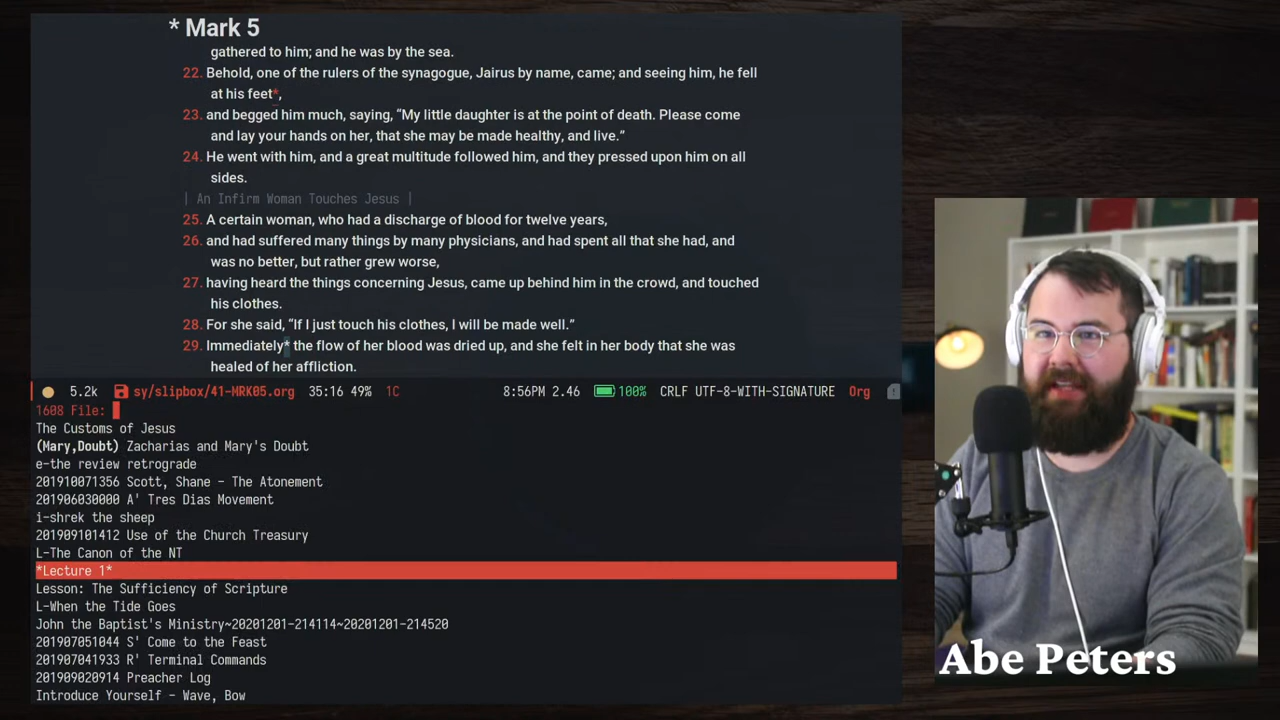 * Mark 5
gathered to him; and he was by the sea.
22. Behold, one of the rulers of the synagogue, Jairus by name, came; and seeing him, he fell
at his feet*,
23. and begged him much, saying, “My little daughter is at the point of death. Please come
and lay your hands on her, that she may be made healthy, and live.”
24. He went with him, and a great multitude followed him, and they pressed upon him on all
sides.
| An Infirm Woman Touches Jesus |
25. A certain woman, who had a discharge of blood for twelve years,
26. and had suffered many things by many physicians, and had spent all that she had, and
was no better, but rather grew worse,
27. having heard the things concerning Jesus, came up behind him in the crowd, and touched
his clothes.
28. For she said, “If I just touch his clothes, I will be made well.”
29. Immediately* the flow of her blood was dried up, and she felt in her body that she was
healed of her affliction.
5.2k sy/slipbox/41-MRK05.org 35:16 49% 1C 8:56PM 2.46 100% CRLF UTF-8-WITH-SIGNATURE Org
1608 File:
The Customs of Jesus
(Mary,Doubt) Zacharias and Mary's Doubt
e-the review retrograde
201910071356 Scott, Shane - The Atonement
201906030000 A' Tres Dias Movement
i-shrek the sheep
201909101412 Use of the Church Treasury
L-The Canon of the NT
*Lecture 1*
Lesson: The Sufficiency of Scripture
L-When the Tide Goes
John the Baptist's Ministry~20201201-214114~20201201-214520
201907051044 S' Come to the Feast
201907041933 R' Terminal Commands
201909020914 Preacher Log
Introduce Yourself - Wave, Bow
Abe Peters